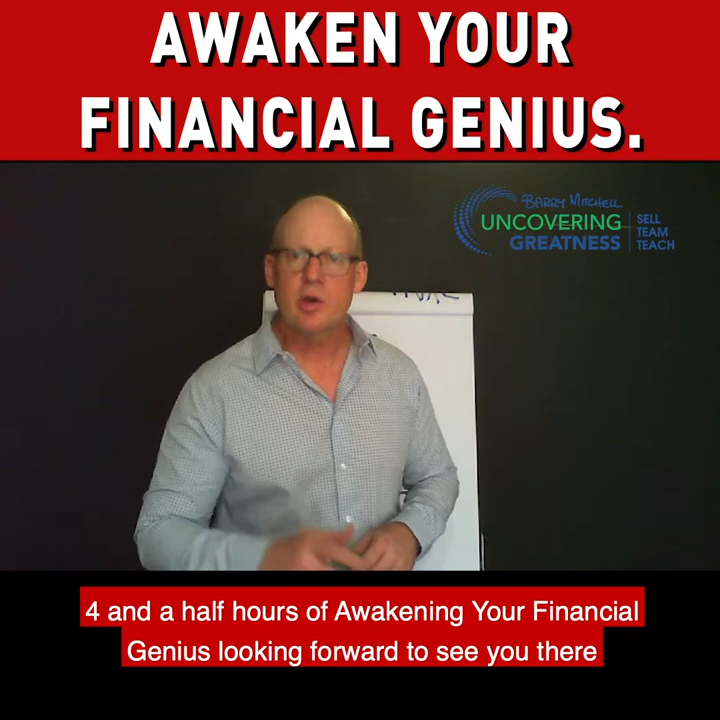 AWAKEN YOUR
FINANCIAL GENIUS.
BARRY MITCHELL
UNCOVERING
GREATNESS
SELL
TEAM
TEACH
4 and a half hours of Awakening Your Financial
Genius looking forward to see you there